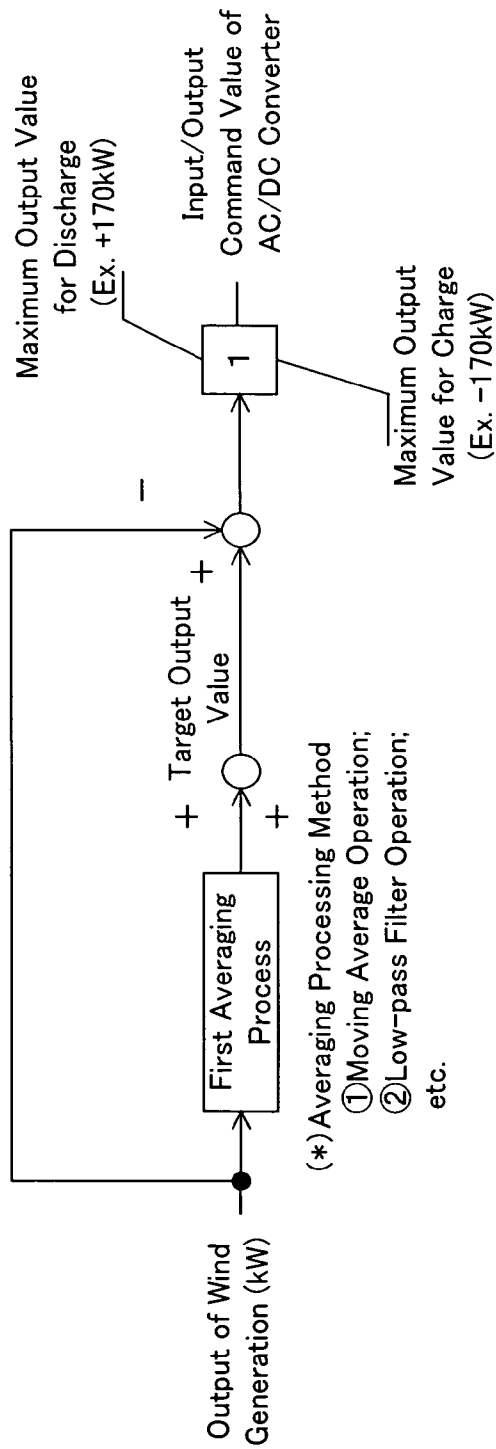 Output of Wind
Generation (kW)
First Averaging
Process
(*)Averaging Processing Method
①Moving Average Operation;
②Low-pass Filter Operation;
etc.
+
+
Target Output
Value
+
−
1
Maximum Output Value
for Discharge
(Ex. +170kW)
Maximum Output
Value for Charge
(Ex. −170kW)
Input/Output
Command Value of
AC/DC Converter